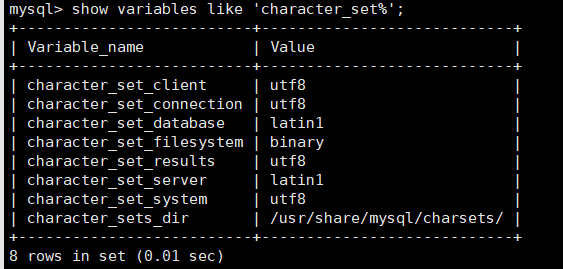 mysql> show variables like 'character_set%';
+--------------------------+----------------------------+
| Variable_name            | Value                      |
+--------------------------+----------------------------+
| character_set_client     | utf8                       |
| character_set_connection | utf8                       |
| character_set_database   | latin1                     |
| character_set_filesystem | binary                     |
| character_set_results    | utf8                       |
| character_set_server     | latin1                     |
| character_set_system     | utf8                       |
| character_sets_dir       | /usr/share/mysql/charsets/ |
+--------------------------+----------------------------+
8 rows in set (0.01 sec)